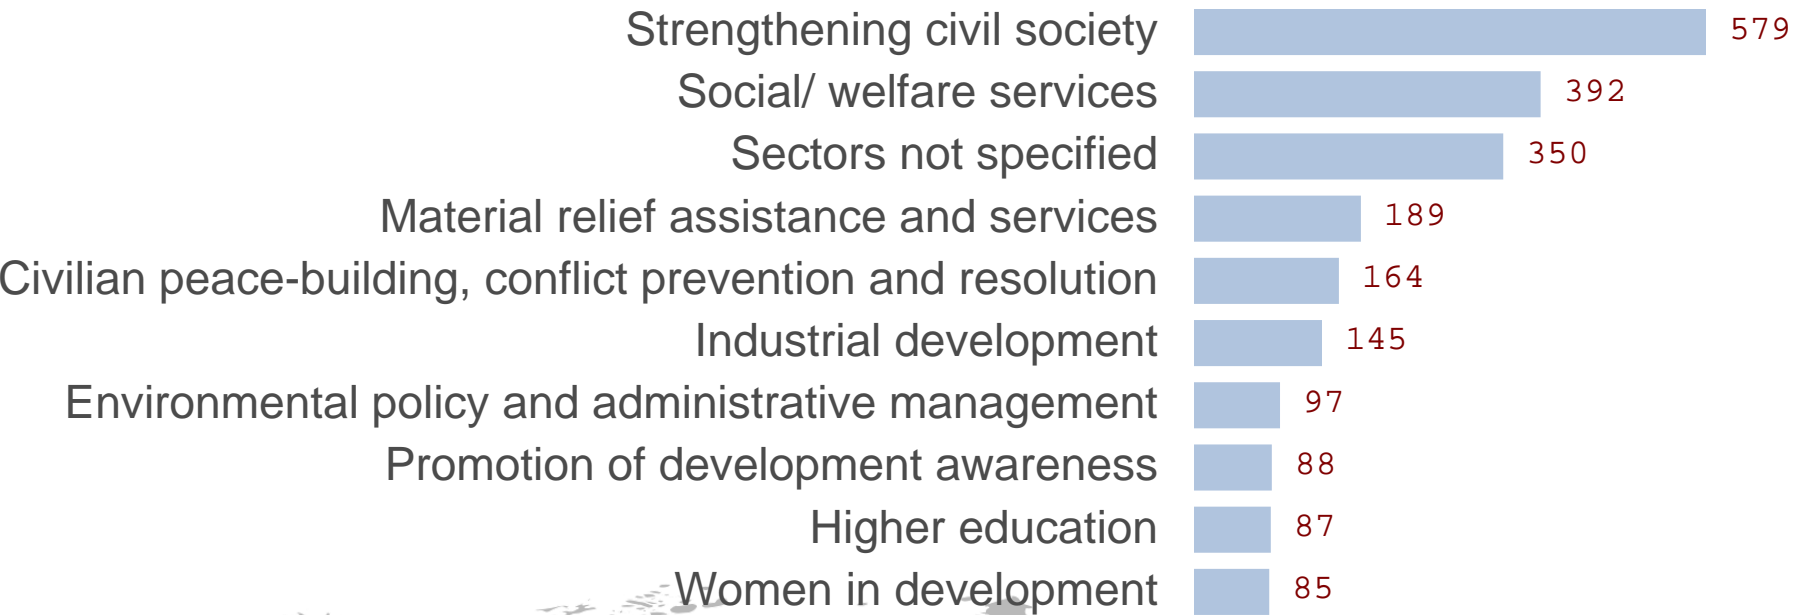 Strengthening civil society 579
Social/ welfare services 392
Sectors not specified 350
Material relief assistance and services 189
Civilian peace-building, conflict prevention and resolution 164
Industrial development 145
Environmental policy and administrative management 97
Promotion of development awareness 88
Higher education 87
Women in development 85